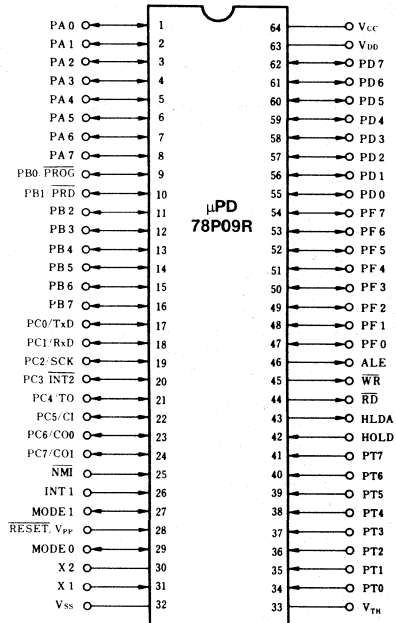 PA0 1
PA1 2
PA2 3
PA3 4
PA4 5
PA5 6
PA6 7
PA7 8
PB0/PROG 9
PB1/PRD 10
PB2 11
PB3 12
PB4 13
PB5 14
PB6 15
PB7 16
PC0/TxD 17
PC1/RxD 18
PC2/SCK 19
PC3/INT2 20
PC4/TO 21
PC5/CI 22
PC6/CO0 23
PC7/CO1 24
NMI 25
INT1 26
MODE1 27
RESET/VPP 28
MODE0 29
X2 30
X1 31
VSS 32
μPD
78P09R
64 VCC
63 VDD
62 PD7
61 PD6
60 PD5
59 PD4
58 PD3
57 PD2
56 PD1
55 PD0
54 PF7
53 PF6
52 PF5
51 PF4
50 PF3
49 PF2
48 PF1
47 PF0
46 ALE
45 WR
44 RD
43 HLDA
42 HOLD
41 PT7
40 PT6
39 PT5
38 PT4
37 PT3
36 PT2
35 PT1
34 PT0
33 VTH